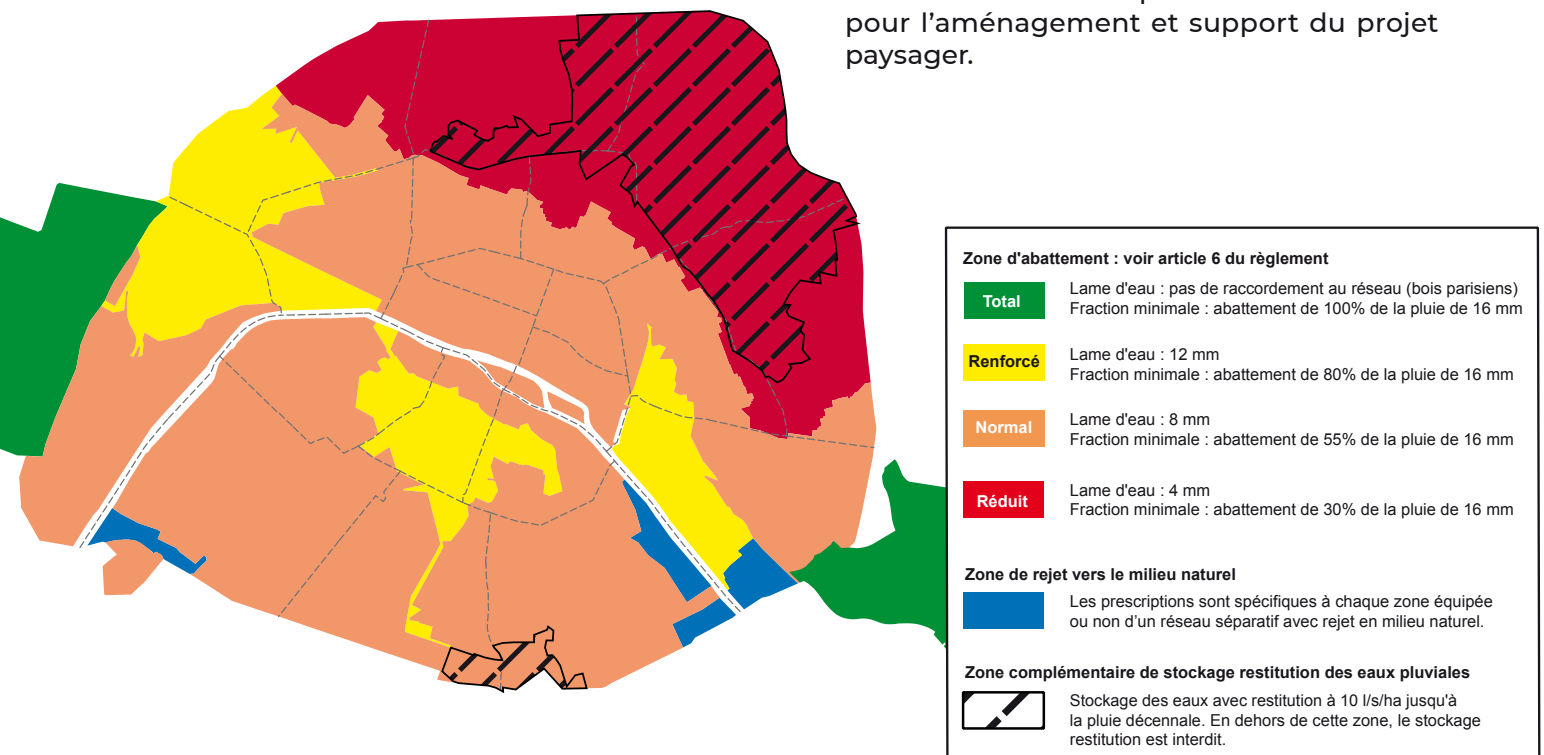 pour l’aménagement et support du projet
paysager.
Zone d'abattement : voir article 6 du règlement
Total
Lame d'eau : pas de raccordement au réseau (bois parisiens)
Fraction minimale : abattement de 100% de la pluie de 16 mm
Renforcé
Lame d'eau : 12 mm
Fraction minimale : abattement de 80% de la pluie de 16 mm
Normal
Lame d'eau : 8 mm
Fraction minimale : abattement de 55% de la pluie de 16 mm
Réduit
Lame d'eau : 4 mm
Fraction minimale : abattement de 30% de la pluie de 16 mm
Zone de rejet vers le milieu naturel
Les prescriptions sont spécifiques à chaque zone équipée
ou non d’un réseau séparatif avec rejet en milieu naturel.
Zone complémentaire de stockage restitution des eaux pluviales
Stockage des eaux avec restitution à 10 l/s/ha jusqu'à
la pluie décennale. En dehors de cette zone, le stockage
restitution est interdit.